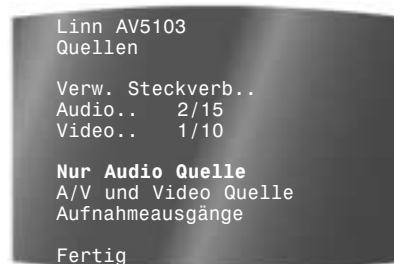 Linn AV5103
Quellen
Verw. Steckverb..
Audio.. 2/15
Video.. 1/10
Nur Audio Quelle
A/V und Video Quelle
Aufnahmeausgänge
Fertig